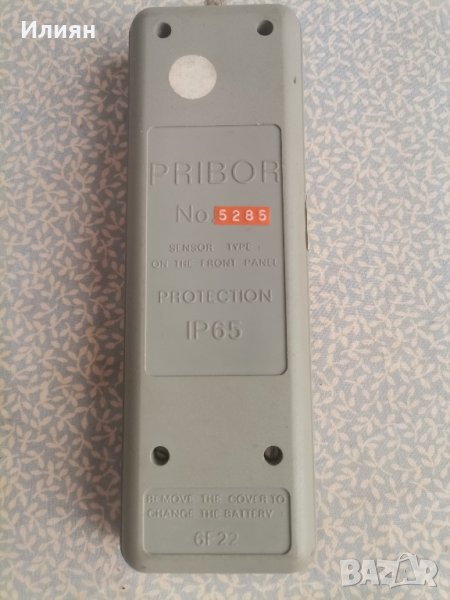 Илиян
PRIBOR
No. 5285
SENSOR TYPE :
ON THE FRONT PANEL
PROTECTION
IP65
REMOVE THE COVER TO
CHANGE THE BATTERY :
6F22
BAZAR